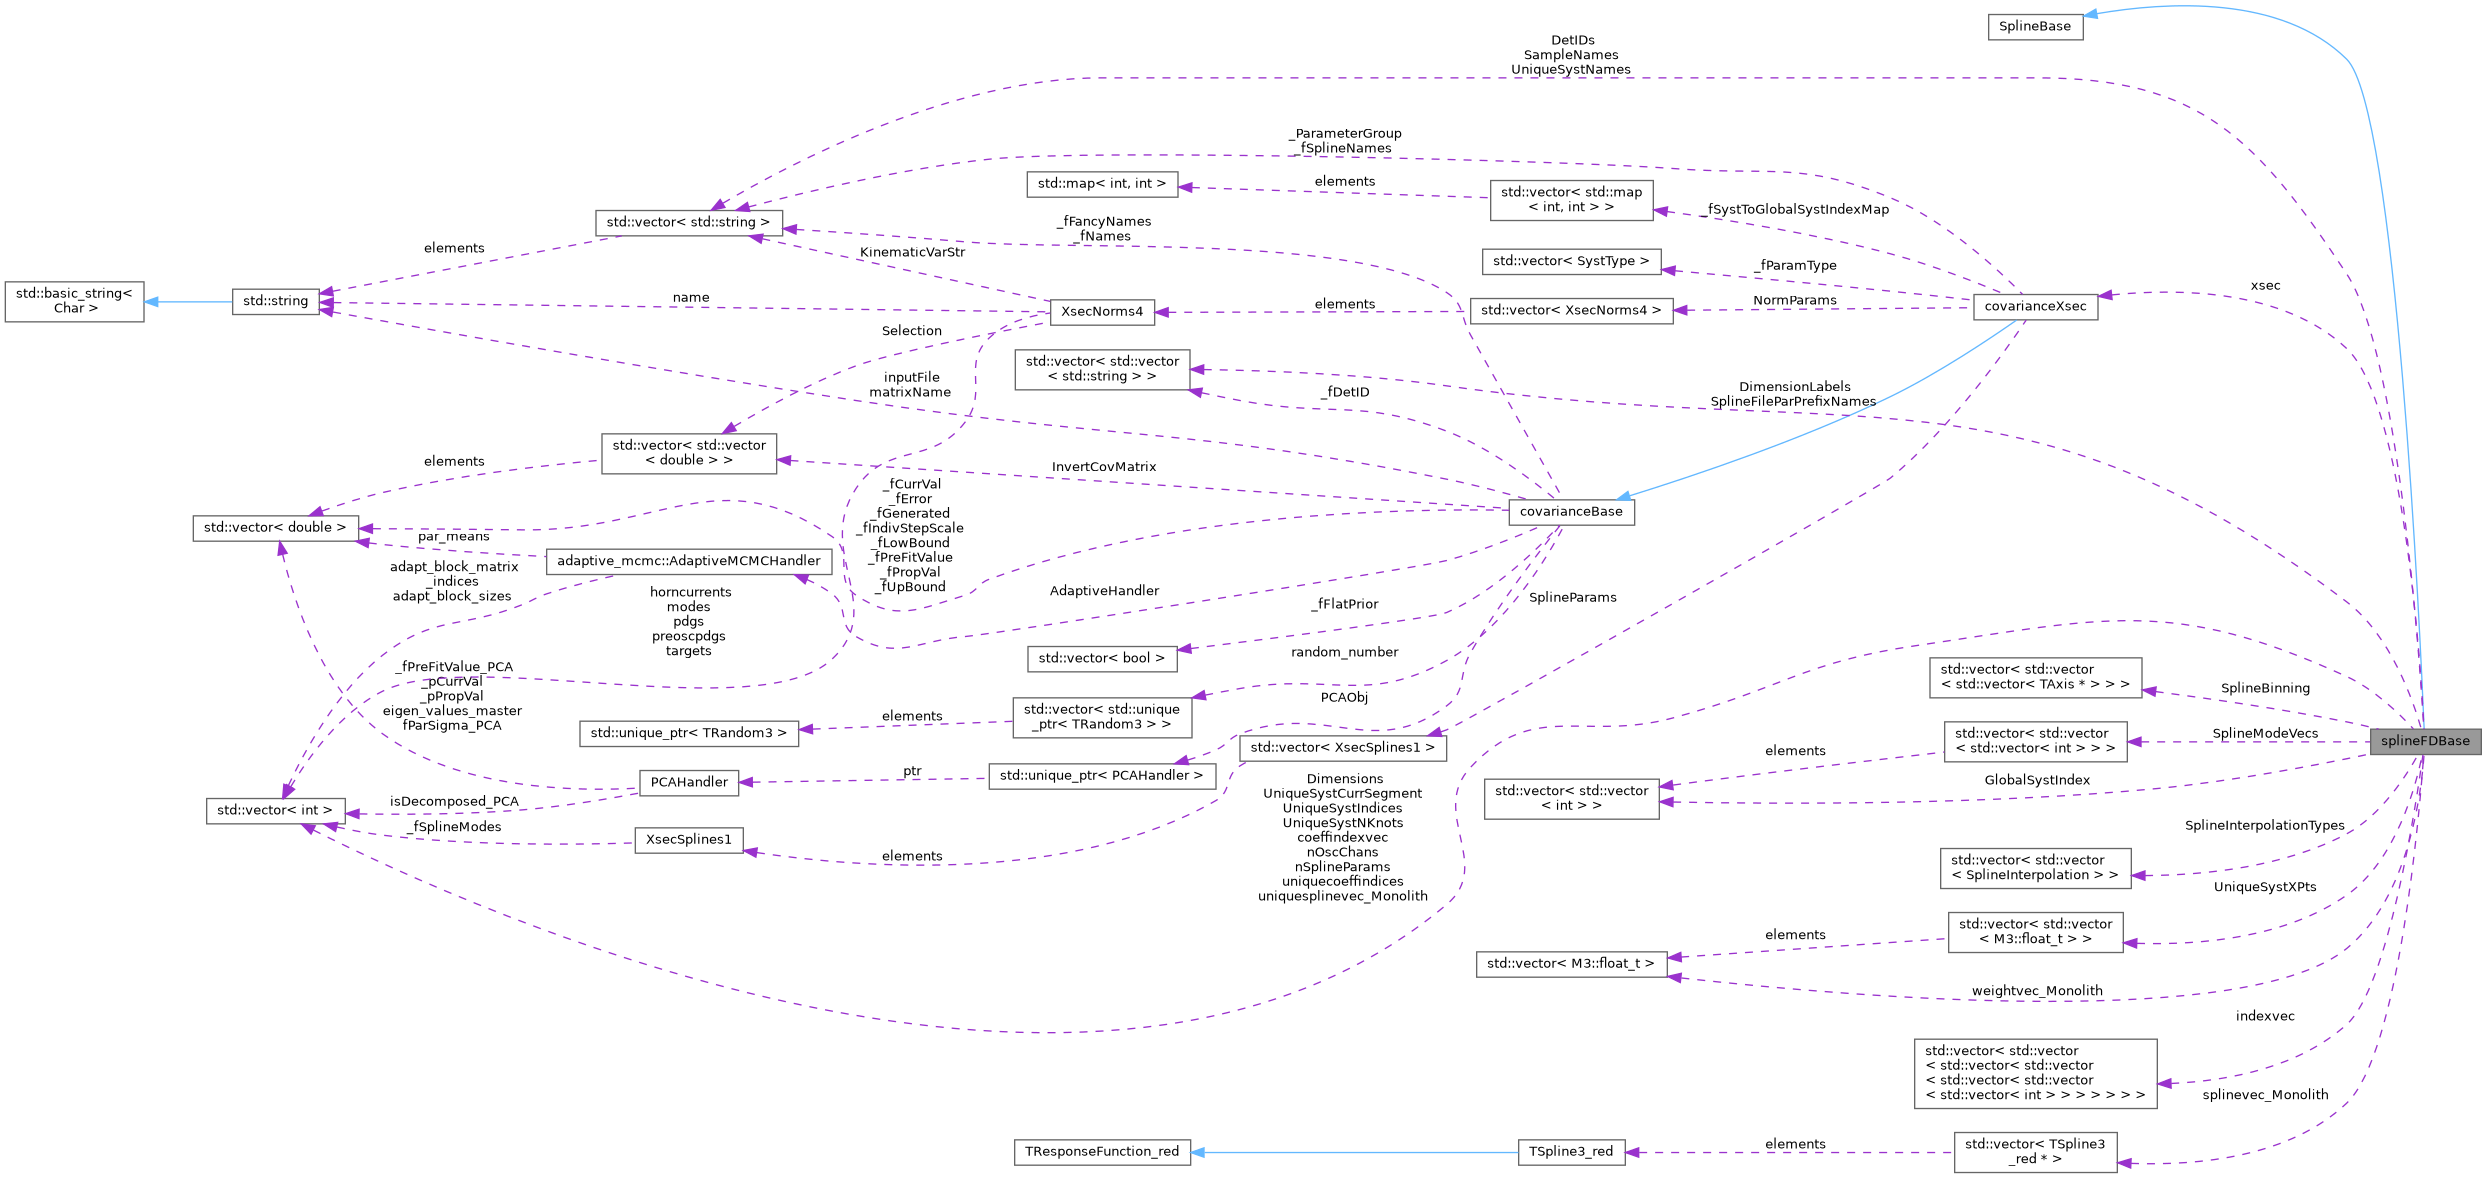 SplineBase
DetIDs
SampleNames
UniqueSystNames
_ParameterGroup
_fSplineNames
std::map< int, int >
elements
std::vector< std::map
< int, int > >
_fSystToGlobalSystIndexMap
std::vector< std::string >
_fFancyNames
_fNames
elements
KinematicVarStr
std::vector< SystType >
_fParamType
xsec
std::basic_string<
Char >
std::string
name
XsecNorms4
elements
std::vector< XsecNorms4 >
NormParams
covarianceXsec
Selection
std::vector< std::vector
< std::string > >
inputFile
matrixName
_fDetID
DimensionLabels
SplineFileParPrefixNames
std::vector< std::vector
< double > >
elements
InvertCovMatrix
_fCurrVal
_fError
_fGenerated
_fIndivStepScale
_fLowBound
_fPreFitValue
_fPropVal
_fUpBound
covarianceBase
std::vector< double >
par_means
adaptive_mcmc::AdaptiveMCMCHandler
adapt_block_matrix
_indices
adapt_block_sizes
horncurrents
modes
pdgs
preoscpdgs
targets
AdaptiveHandler
_fFlatPrior
SplineParams
std::vector< bool >
random_number
_fPreFitValue_PCA
_pCurrVal
_pPropVal
eigen_values_master
fParSigma_PCA
std::vector< std::vector
< std::vector< TAxis * > > >
SplineBinning
PCAObj
std::unique_ptr< TRandom3 >
elements
std::vector< std::unique
_ptr< TRandom3 > >
std::vector< XsecSplines1 >
std::vector< std::vector
< std::vector< int > > >
SplineModeVecs
splineFDBase
elements
PCAHandler
ptr
std::unique_ptr< PCAHandler >
GlobalSystIndex
std::vector< std::vector
< int > >
std::vector< int >
isDecomposed_PCA
_fSplineModes
XsecSplines1
elements
Dimensions
UniqueSystCurrSegment
UniqueSystIndices
UniqueSystNKnots
coeffindexvec
nOscChans
nSplineParams
uniquecoeffindices
uniquesplinevec_Monolith
SplineInterpolationTypes
std::vector< std::vector
< SplineInterpolation > >
UniqueSystXPts
std::vector< std::vector
< M3::float_t > >
elements
std::vector< M3::float_t >
weightvec_Monolith
indexvec
std::vector< std::vector
< std::vector< std::vector
< std::vector< std::vector
< std::vector< int > > > > > > >
splinevec_Monolith
TResponseFunction_red
TSpline3_red
elements
std::vector< TSpline3
_red * >